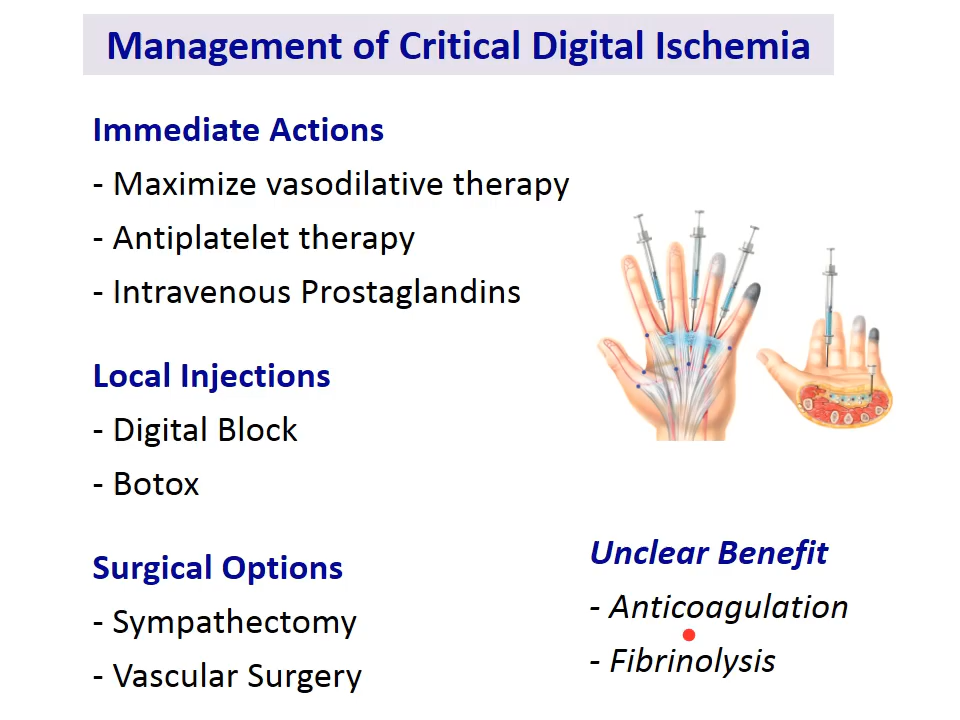 Management of Critical Digital Ischemia
Immediate Actions
- Maximize vasodilative therapy
- Antiplatelet therapy
- Intravenous Prostaglandins
Local Injections
- Digital Block
- Botox
Surgical Options
- Sympathectomy
- Vascular Surgery
Unclear Benefit
- Anticoagulation
- Fibrinolysis